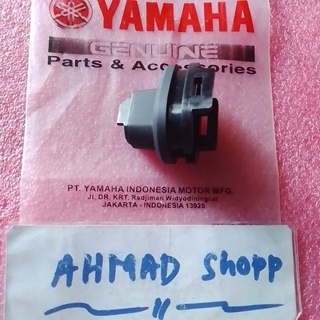 YAMAHA
GENUINE
Parts & Accessories
PT. YAMAHA INDONESIA MOTOR MFG.
Jl. DR. KRT. Radjiman Widyodiningrat
JAKARTA - INDONESIA 13920
AHMAD Shopp